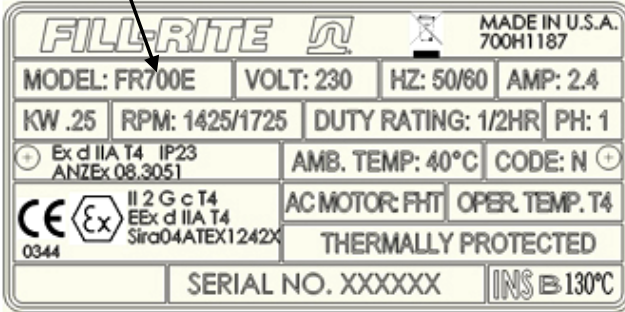 FILL-RITE MADE IN U.S.A.
700H1187
MODEL: FR700E VOLT: 230 HZ: 50/60 AMP: 2.4
KW .25 RPM: 1425/1725 DUTY RATING: 1/2HR PH: 1
Ex d IIA T4 IP23
ANZEx 08.3051
AMB. TEMP: 40°C CODE: N
II 2 G c T4
EEx d IIA T4
Sira04ATEX1242X
CE Ex
0344
AC MOTOR: FHT OPER. TEMP. T4
THERMALLY PROTECTED
SERIAL NO. XXXXXX INS B 130°C